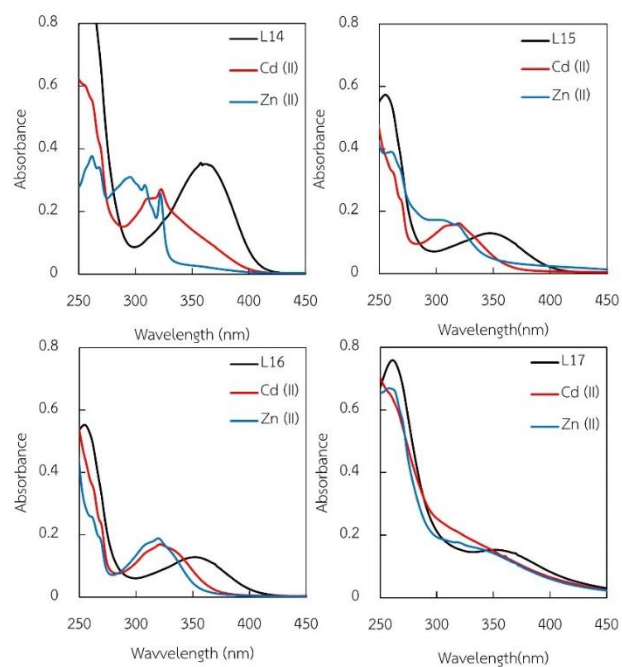 L14
Cd (II)
Zn (II)
Absorbance
0.8
0.6
0.4
0.2
0
250 300 350 400 450
Wavelength (nm)
L15
Cd (II)
Zn (II)
Absorbance
0.8
0.6
0.4
0.2
0
250 300 350 400 450
Wavelength(nm)
L16
Cd (II)
Zn (II)
Absorbance
0.8
0.6
0.4
0.2
0
250 300 350 400 450
Wavvelength (nm)
L17
Cd (II)
Zn (II)
Absorbance
0.8
0.6
0.4
0.2
0
250 300 350 400 450
Wavelength(nm)